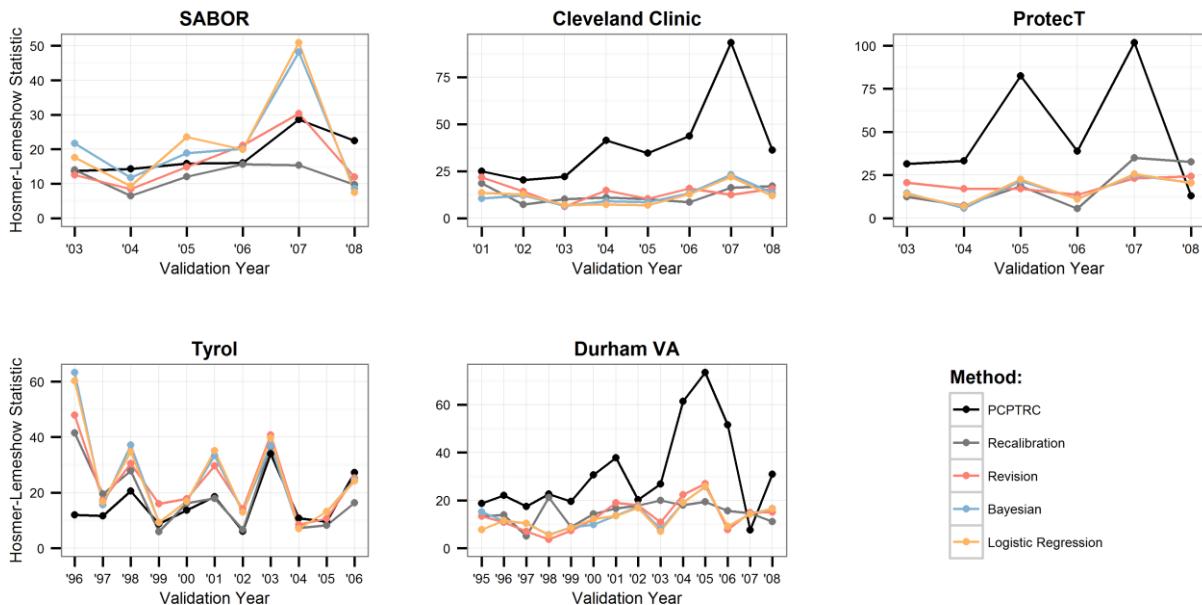 SABOR
Cleveland Clinic
ProtecT
Hosmer-Lemeshow Statistic
50
40
30
20
10
0
'03 '04 '05 '06 '07 '08
Validation Year
75
50
25
0
'01 '02 '03 '04 '05 '06 '07 '08
Validation Year
100
75
50
25
0
'03 '04 '05 '06 '07 '08
Validation Year
Tyrol
Durham VA
Hosmer-Lemeshow Statistic
60
40
20
0
'96 '97 '98 '99 '00 '01 '02 '03 '04 '05 '06
Validation Year
60
40
20
0
'95 '96 '97 '98 '99 '00 '01 '02 '03 '04 '05 '06 '07 '08
Validation Year
Method:
PCPTRC
Recalibration
Revision
Bayesian
Logistic Regression